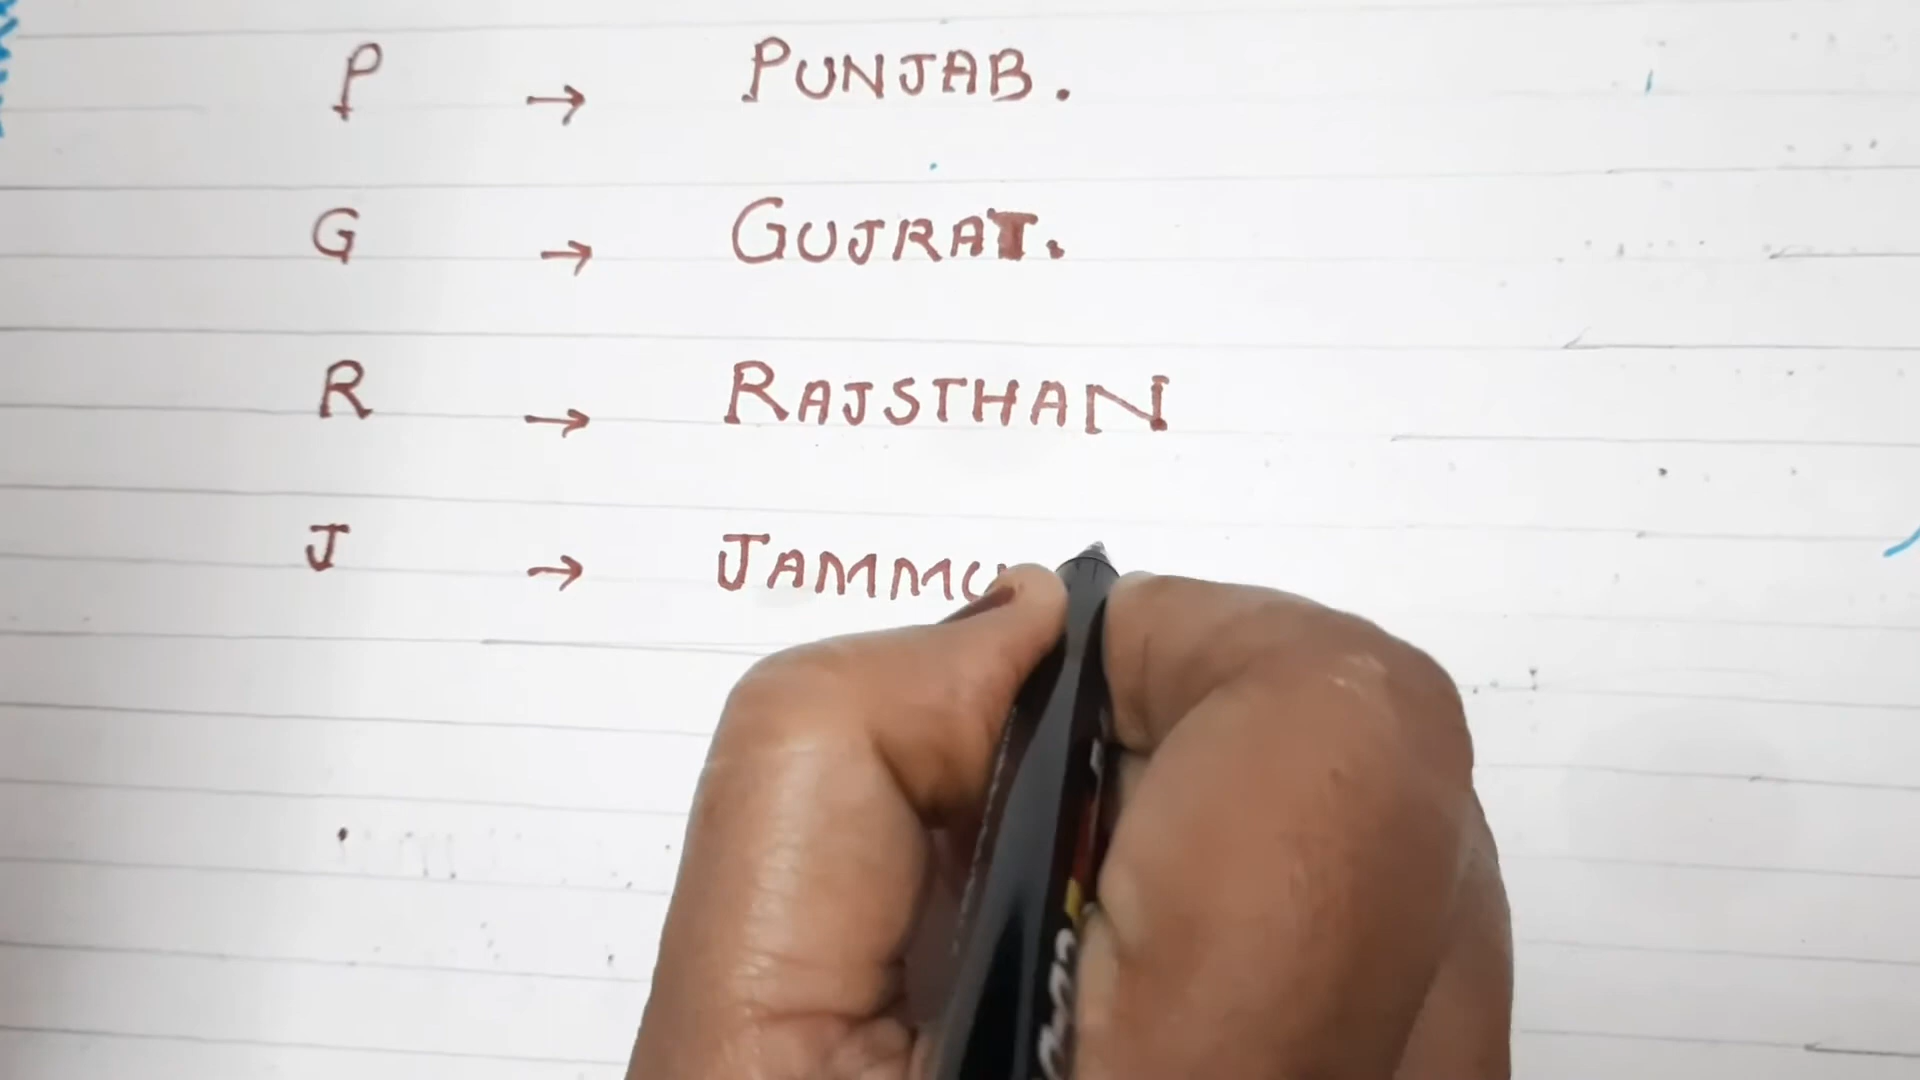 P → PUNJAB.
G → GUJRAT.
R → RAJSTHAN
J → JAMMU